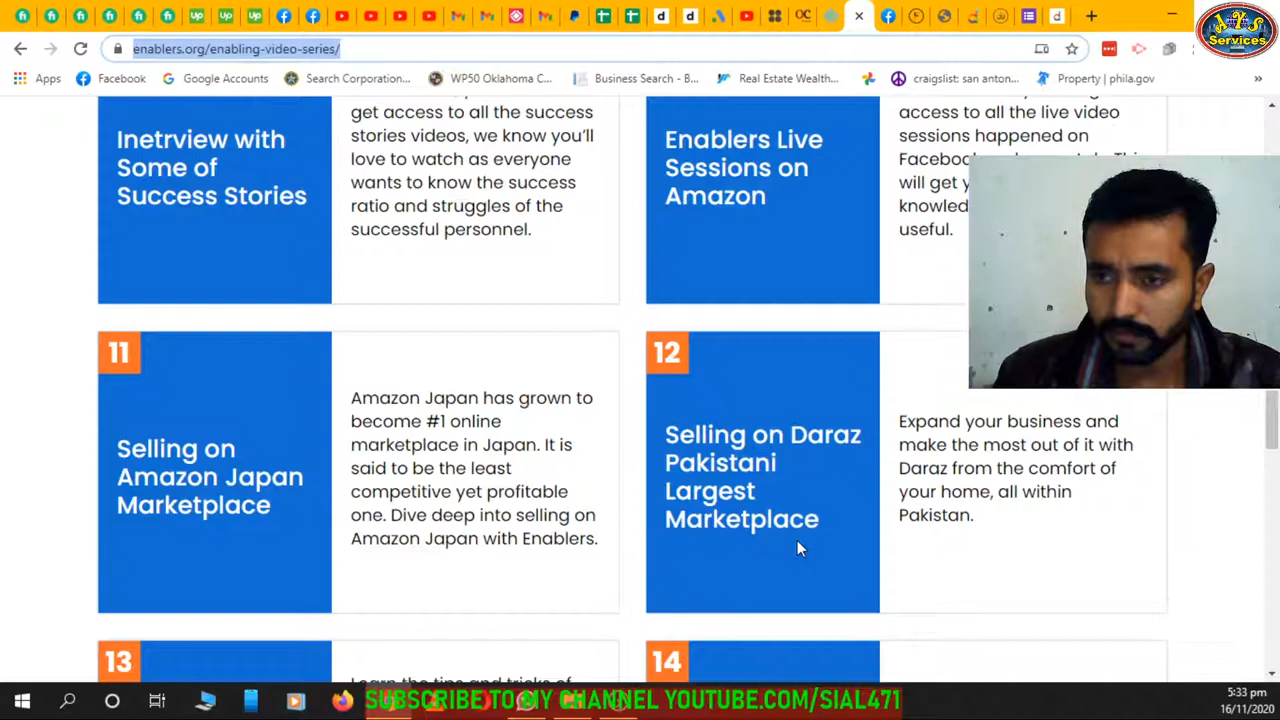 enablers.org/enabling-video-series/
Apps
Facebook
Google Accounts
Search Corporation...
WP50 Oklahoma C...
Business Search - B...
Real Estate Wealth...
craigslist: san anton...
Property | phila.gov
AYS
Services
Inetrview with
Some of
Success Stories
get access to all the success
stories videos, we know you'll
love to watch as everyone
wants to know the success
ratio and struggles of the
successful personnel.
Enablers Live
Sessions on
Amazon
access to all the live video
sessions happened on
will get
useful.
11
Selling on
Amazon Japan
Marketplace
Amazon Japan has grown to
become #1 online
marketplace in Japan. It is
said to be the least
competitive yet profitable
one. Dive deep into selling on
Amazon Japan with Enablers.
12
Selling on Daraz
Pakistani
Largest
Marketplace
Expand your business and
make the most out of it with
Daraz from the comfort of
your home, all within
Pakistan.
13
14
SUBSCRIBE TO MY CHANNEL YOUTUBE.COM/SIAL471
5:33 pm
16/11/2020